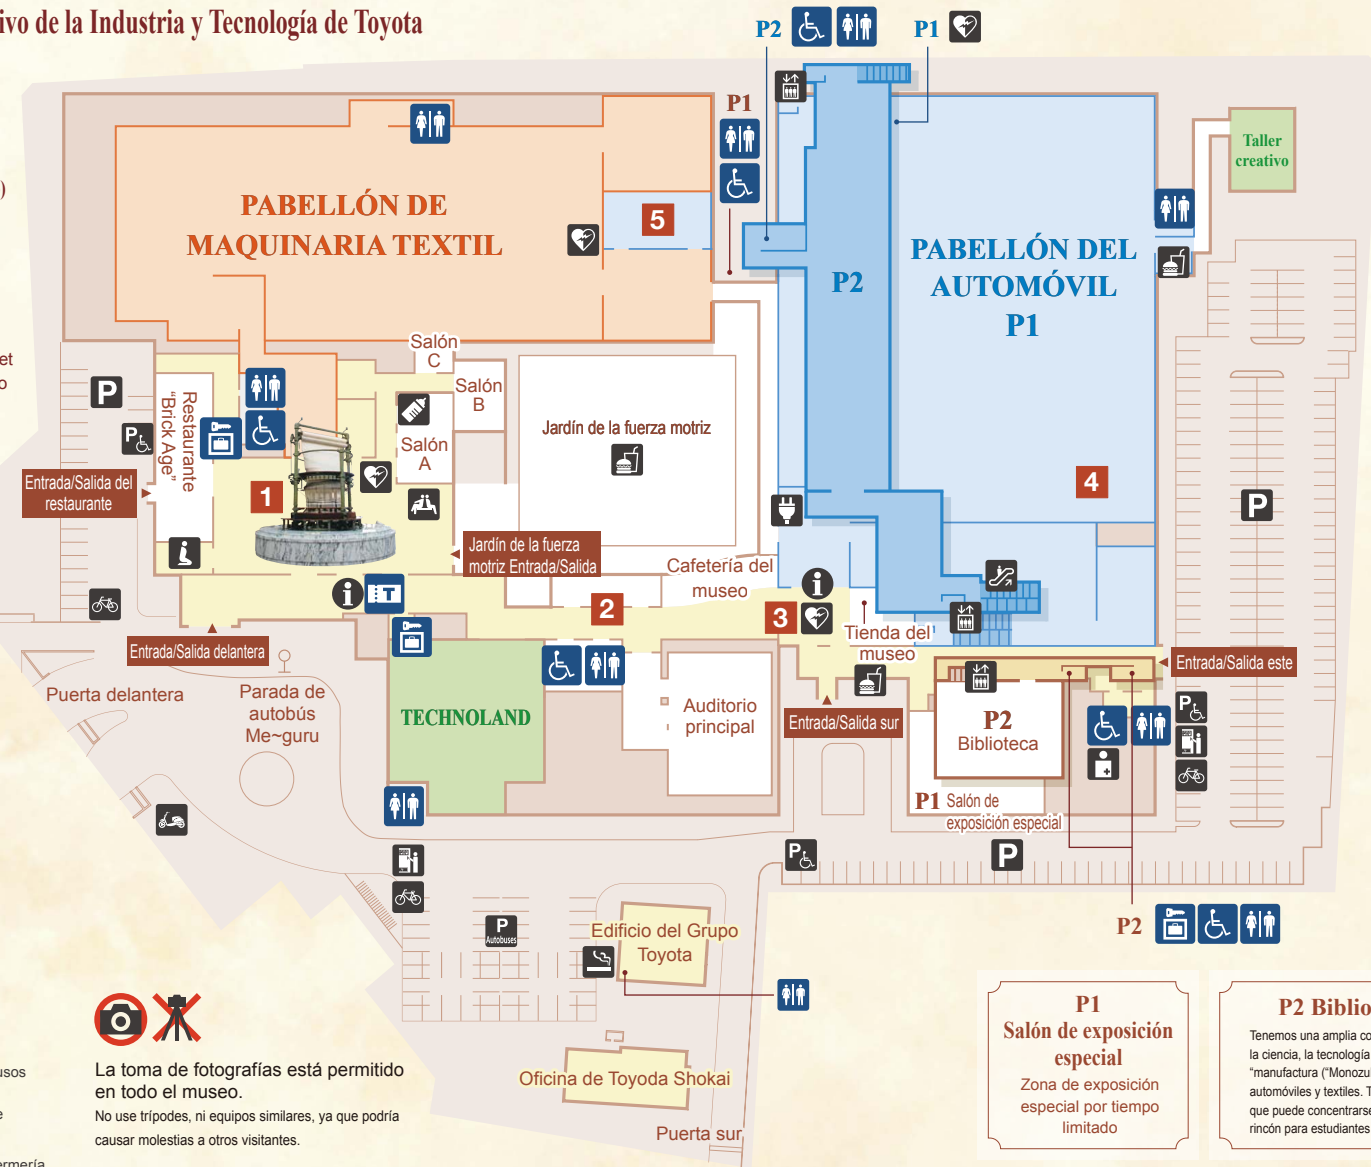 ivo de la Industria y Tecnología de Toyota
P2
P1
P1
Taller
creativo
)
PABELLÓN DE
MAQUINARIA TEXTIL
5
P2
PABELLÓN DEL
AUTOMÓVIL
P1
et
o
Salón
C
Salón
B
Salón
A
P
P
Restaurante
"Brick Age"
Jardín de la fuerza motriz
Entrada/Salida del
restaurante
1
4
P
Jardín de la fuerza
motriz Entrada/Salida
Cafetería del
museo
i
T
i
2
3
Tienda del
museo
Entrada/Salida delantera
Entrada/Salida este
Puerta delantera
Parada de
autobús
Me~guru
TECHNOLAND
Auditorio
principal
Entrada/Salida sur
P2
Biblioteca
P
P1 Salón de
exposición especial
P
P
P
Autobuses
Edificio del Grupo
Toyota
P2
La toma de fotografías está permitido
en todo el museo.
No use trípodes, ni equipos similares, ya que podría
causar molestias a otros visitantes.
usos
e
ermería
Oficina de Toyoda Shokai
Puerta sur
P1
Salón de exposición
especial
Zona de exposición
especial por tiempo
limitado
P2 Biblio
Tenemos una amplia co
la ciencia, la tecnología
"manufactura ("Monozu
automóviles y textiles. T
que puede concentrarse
rincón para estudiantes